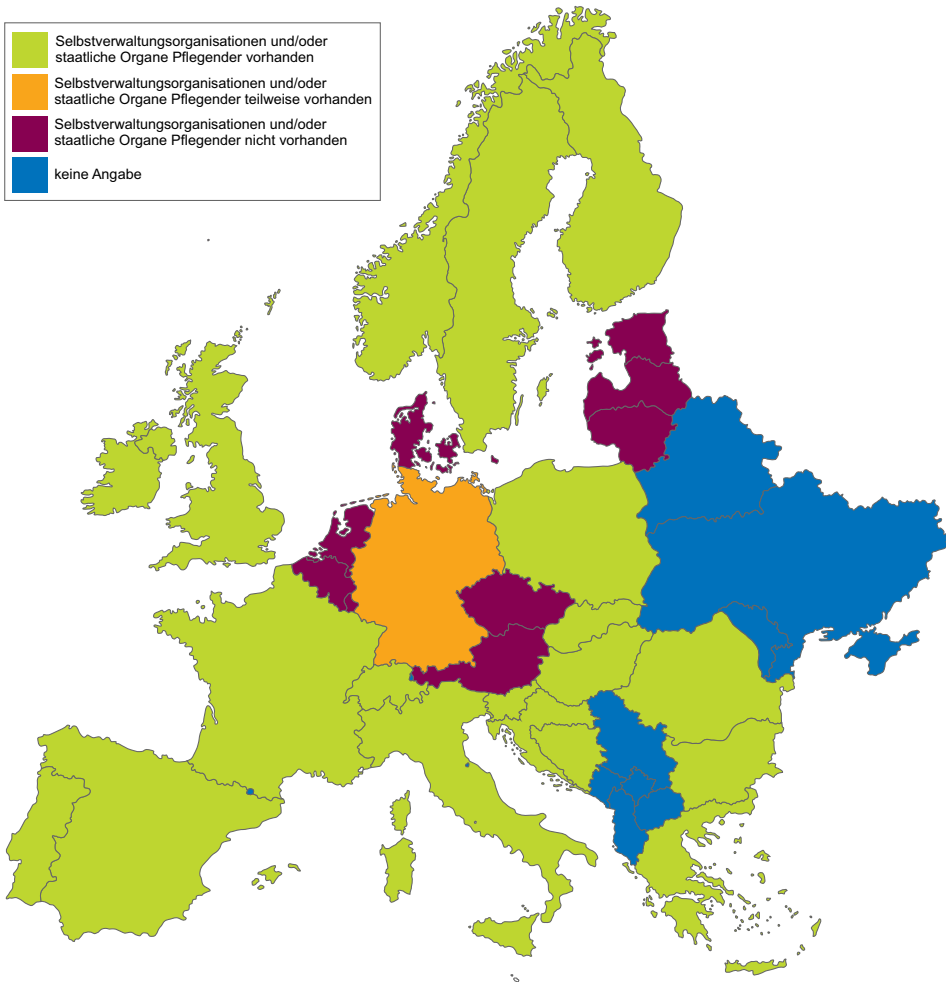 Selbstverwaltungsorganisationen und/oder
staatliche Organe Pflegender vorhanden
Selbstverwaltungsorganisationen und/oder
staatliche Organe Pflegender teilweise vorhanden
Selbstverwaltungsorganisationen und/oder
staatliche Organe Pflegender nicht vorhanden
keine Angabe